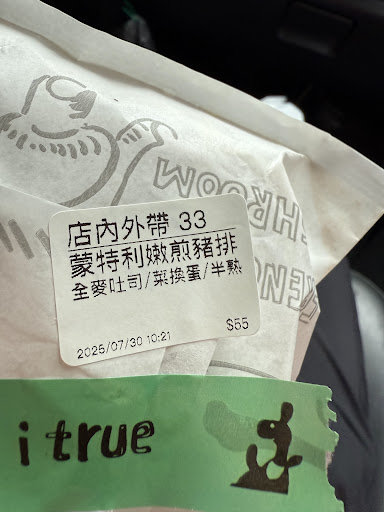 店內外帶 33
蒙特利嫩煎豬排
全麥吐司/菜換蛋/半熟
2025/07/30 10:21
$55
i true